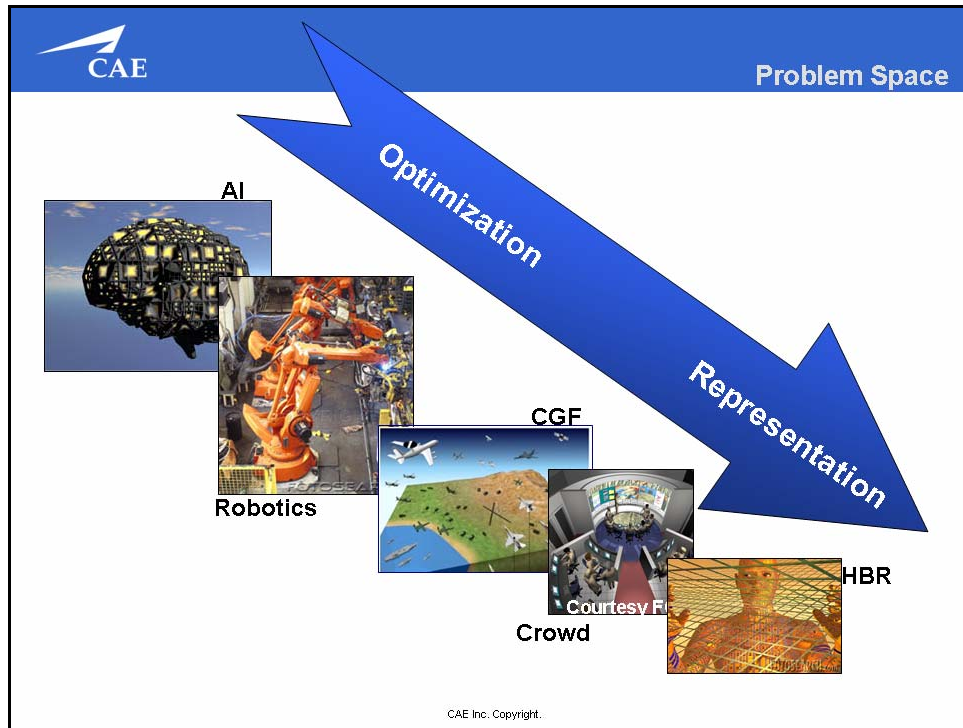 CAE
Problem Space
Optimization
Representation
AI
Robotics
CGF
Crowd
Courtesy
HBR
CAE Inc. Copyright.